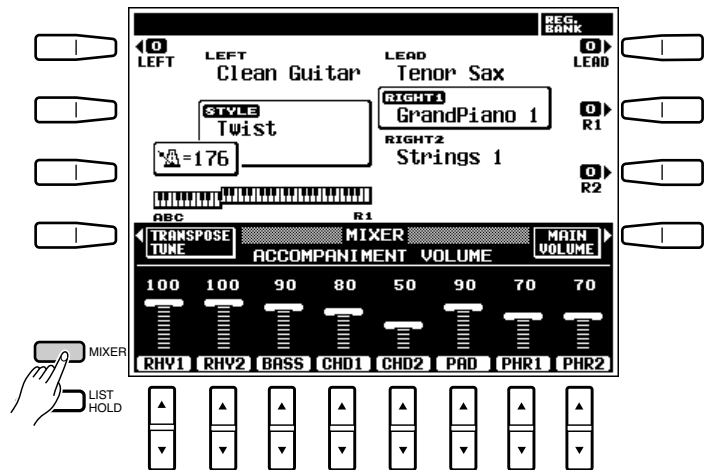 REG. BANK
0 LEFT
LEFT
Clean Guitar
LEAD
Tenor Sax
0 LEAD
STYLE
Twist
RIGHT1
GrandPiano 1
0 R1
=176
RIGHT2
Strings 1
0 R2
ABC R1
TRANSPOSE TUNE
MIXER
ACCOMPANIMENT VOLUME
MAIN VOLUME
100 100 90 80 50 90 70 70
RHY1 RHY2 BASS CHD1 CHD2 PAD PHR1 PHR2
MIXER
LIST HOLD